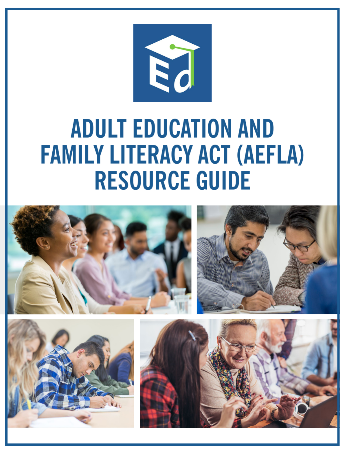 Ed
ADULT EDUCATION AND
FAMILY LITERACY ACT (AEFLA)
RESOURCE GUIDE